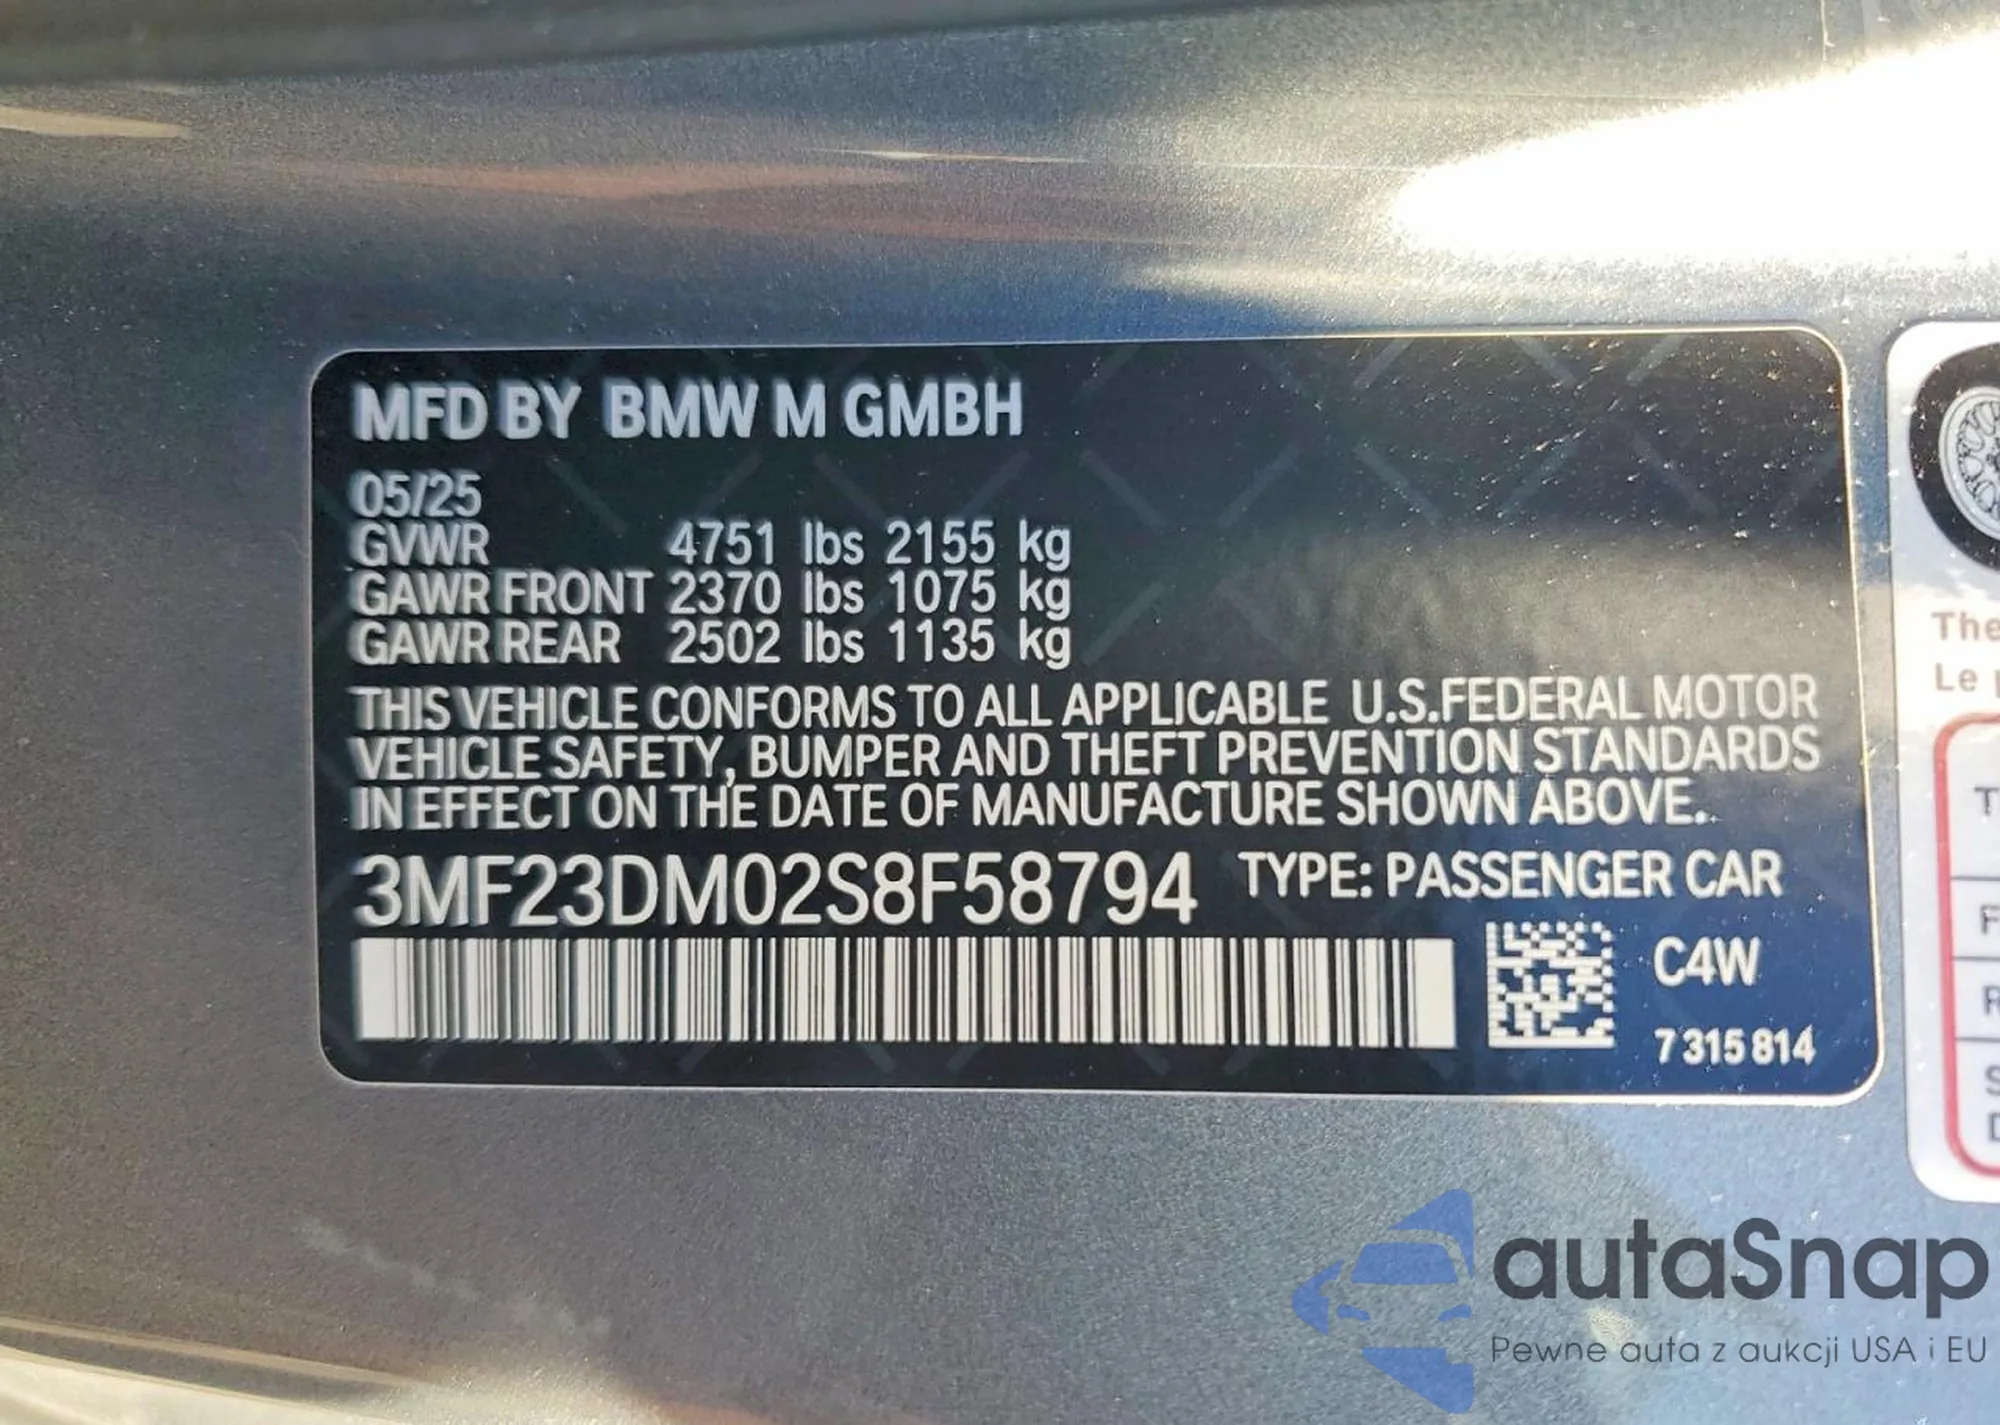 MFD BY BMW M GMBH
05/25
GVWR 4751 lbs 2155 kg
GAWR FRONT 2370 lbs 1075 kg
GAWR REAR 2502 lbs 1135 kg
THIS VEHICLE CONFORMS TO ALL APPLICABLE U.S.FEDERAL MOTOR
VEHICLE SAFETY, BUMPER AND THEFT PREVENTION STANDARDS
IN EFFECT ON THE DATE OF MANUFACTURE SHOWN ABOVE.
3MF23DM02S8F58794 TYPE: PASSENGER CAR
C4W
7 315 814
The
Le
autaSnap
Pewne auta z aukcji USA i EU